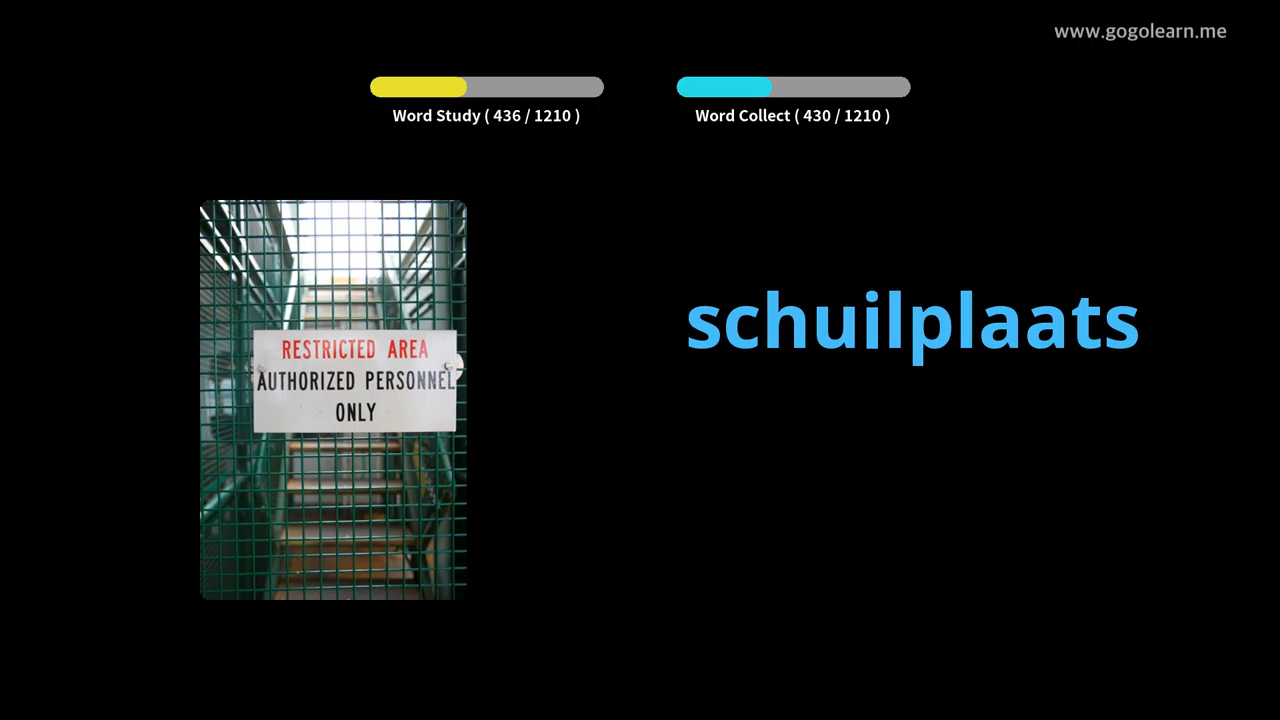 www.gogolearn.me
Word Study ( 436 / 1210 )
Word Collect ( 430 / 1210 )
RESTRICTED AREA
AUTHORIZED PERSONNEL
ONLY
schuilplaats